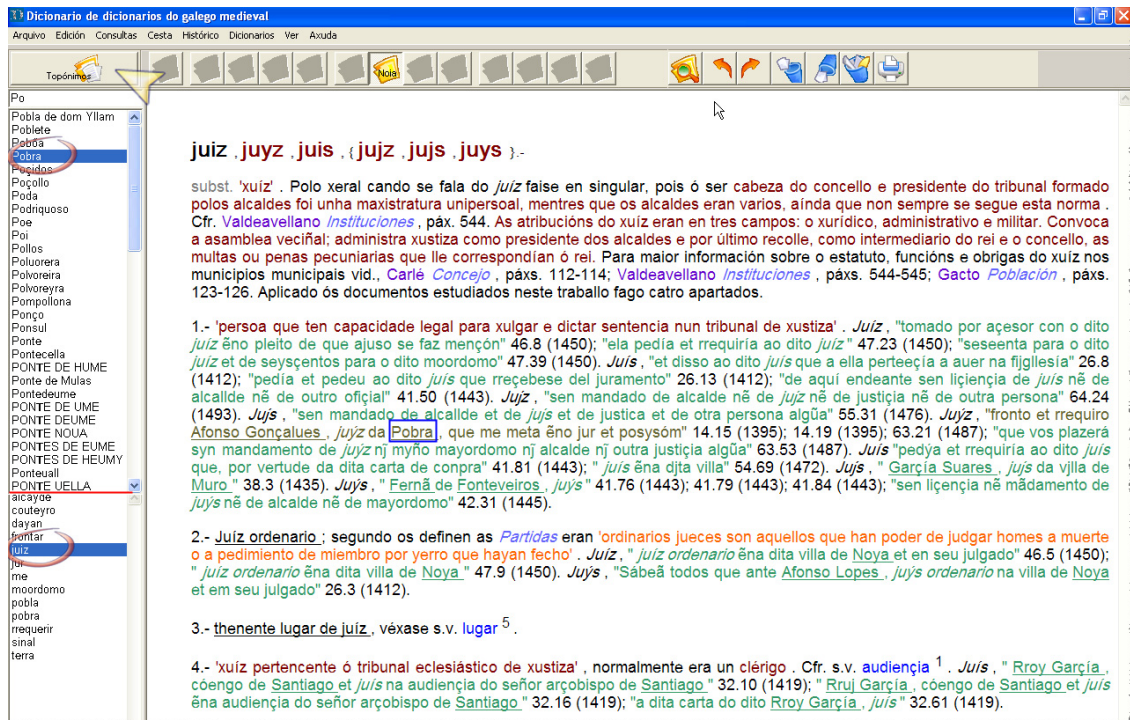 Dicionario de dicionarios do galego medieval
Arquivo Edición Consultas Cesta Histórico Dicionarios Ver Axuda
Topónimos
Noia
Po
Pobla de dom Yllam
Poblete
Poboa
Pobra
Poçidos
Poçollo
Poda
Podriquoso
Poe
Poi
Pollos
Poluorera
Polvoreira
Polvoreyra
Pompollona
Ponço
Ponsul
Ponte
Pontecella
PONTE DE HUME
Ponte de Mulas
Pontedeume
PONTE DE UME
PONTE DEUME
PONTE NOUA
PONTES DE EUME
PONTES DE HEUMY
Ponteuall
PONTE UELLA
alcayde
couteyro
dayan
frontar
juiz
jur
me
moordomo
pobla
pobra
rrequerir
sinal
terra
juiz , juyz , juis , { jujz , jujs , juys }.-
subst. 'xuíz' . Polo xeral cando se fala do juíz faise en singular, pois ó ser cabeza do concello e presidente do tribunal formado
polos alcaldes foi unha maxistratura unipersoal, mentres que os alcaldes eran varios, aínda que non sempre se segue esta norma .
Cfr. Valdeavellano Instituciones , páx. 544. As atribucións do xuíz eran en tres campos: o xurídico, administrativo e militar. Convoca
a asamblea veciñal; administra xustiza como presidente dos alcaldes e por último recolle, como intermediario do rei e o concello, as
multas ou penas pecuniarias que lle correspondían ó rei. Para maior información sobre o estatuto, funcións e obrigas do xuíz nos
municipios municipais vid., Carlé Concejo , páxs. 112-114; Valdeavellano Instituciones , páxs. 544-545; Gacto Población , páxs.
123-126. Aplicado ós documentos estudiados neste traballo fago catro apartados.
1.- 'persoa que ten capacidade legal para xulgar e dictar sentencia nun tribunal de xustiza' . Juíz , "tomado por açesor con o dito
juíz ẽno pleito de que ajuso se faz mençón" 46.8 (1450); "ela pedía et rrequiría ao dito juíz " 47.23 (1450); "seseenta para o dito
juíz et de seysçentos para o dito moordomo" 47.39 (1450). Juís , "et disso ao dito juís que a ella perteeçía a auer na fijgllesía" 26.8
(1412); "pedía et pedeu ao dito juís que rreçebese del juramento" 26.13 (1412); "de aquí endeante sen liçiençia de juís nẽ de
alcallde nẽ de outro ofiçial" 41.50 (1443). Jujz , "sen mandado de alcalde nẽ de jujz nẽ de justiçia nẽ de outra persona" 64.24
(1493). Jujs , "sen mandado de alcallde et de jujs et de justica et de otra persona algũa" 55.31 (1476). Juýz , "fronto et rrequiro
Afonso Gonçalues , juýz da Pobra , que me meta ẽno jur et posysóm" 14.15 (1395); 14.19 (1395); 63.21 (1487); "que vos plazerá
syn mandamento de juýz nj̃ myño mayordomo nj̃ alcalde nj̃ outra justiçia algũa" 63.53 (1487). Juís "pedýa et rrequiría ao dito juís
que, por vertude da dita carta de conpra" 41.81 (1443); " juís ẽna djta villa" 54.69 (1472). Jujs , " García Suares , jujs da vjlla de
Muro " 38.3 (1435). Juýs , " Fernã de Fonteveiros , juýs" 41.76 (1443); 41.79 (1443); 41.84 (1443); "sen liçençia nẽ mãdamento de
juýs nẽ de alcalde nẽ de mayordomo" 42.31 (1445).
2.- Juíz ordenario ; segundo os definen as Partidas eran 'ordinarios jueces son aquellos que han poder de judgar homes a muerte
o a pedimiento de miembro por yerro que hayan fecho' . Juíz , " juíz ordenario ẽna dita villa de Noya et en seu julgado" 46.5 (1450);
" juíz ordenario ẽna dita villa de Noya " 47.9 (1450). Juýs , "Sábeã todos que ante Afonso Lopes , juýs ordenario na villa de Noya
et em seu julgado" 26.3 (1412).
3.- thenente lugar de juíz , véxase s.v. lugar 5 .
4.- 'xuíz pertencente ó tribunal eclesiástico de xustiza' , normalmente era un clérigo . Cfr. s.v. audiençia 1 . Juís , " Rroy García ,
cóengo de Santiago et juís na audiençia do señor arçobispo de Santiago " 32.10 (1419); " Rruj García , cóengo de Santiago et juís
ẽna audiençia do señor arçobispo de Santiago " 32.16 (1419); "a dita carta do dito Rroy García , juís " 32.61 (1419).